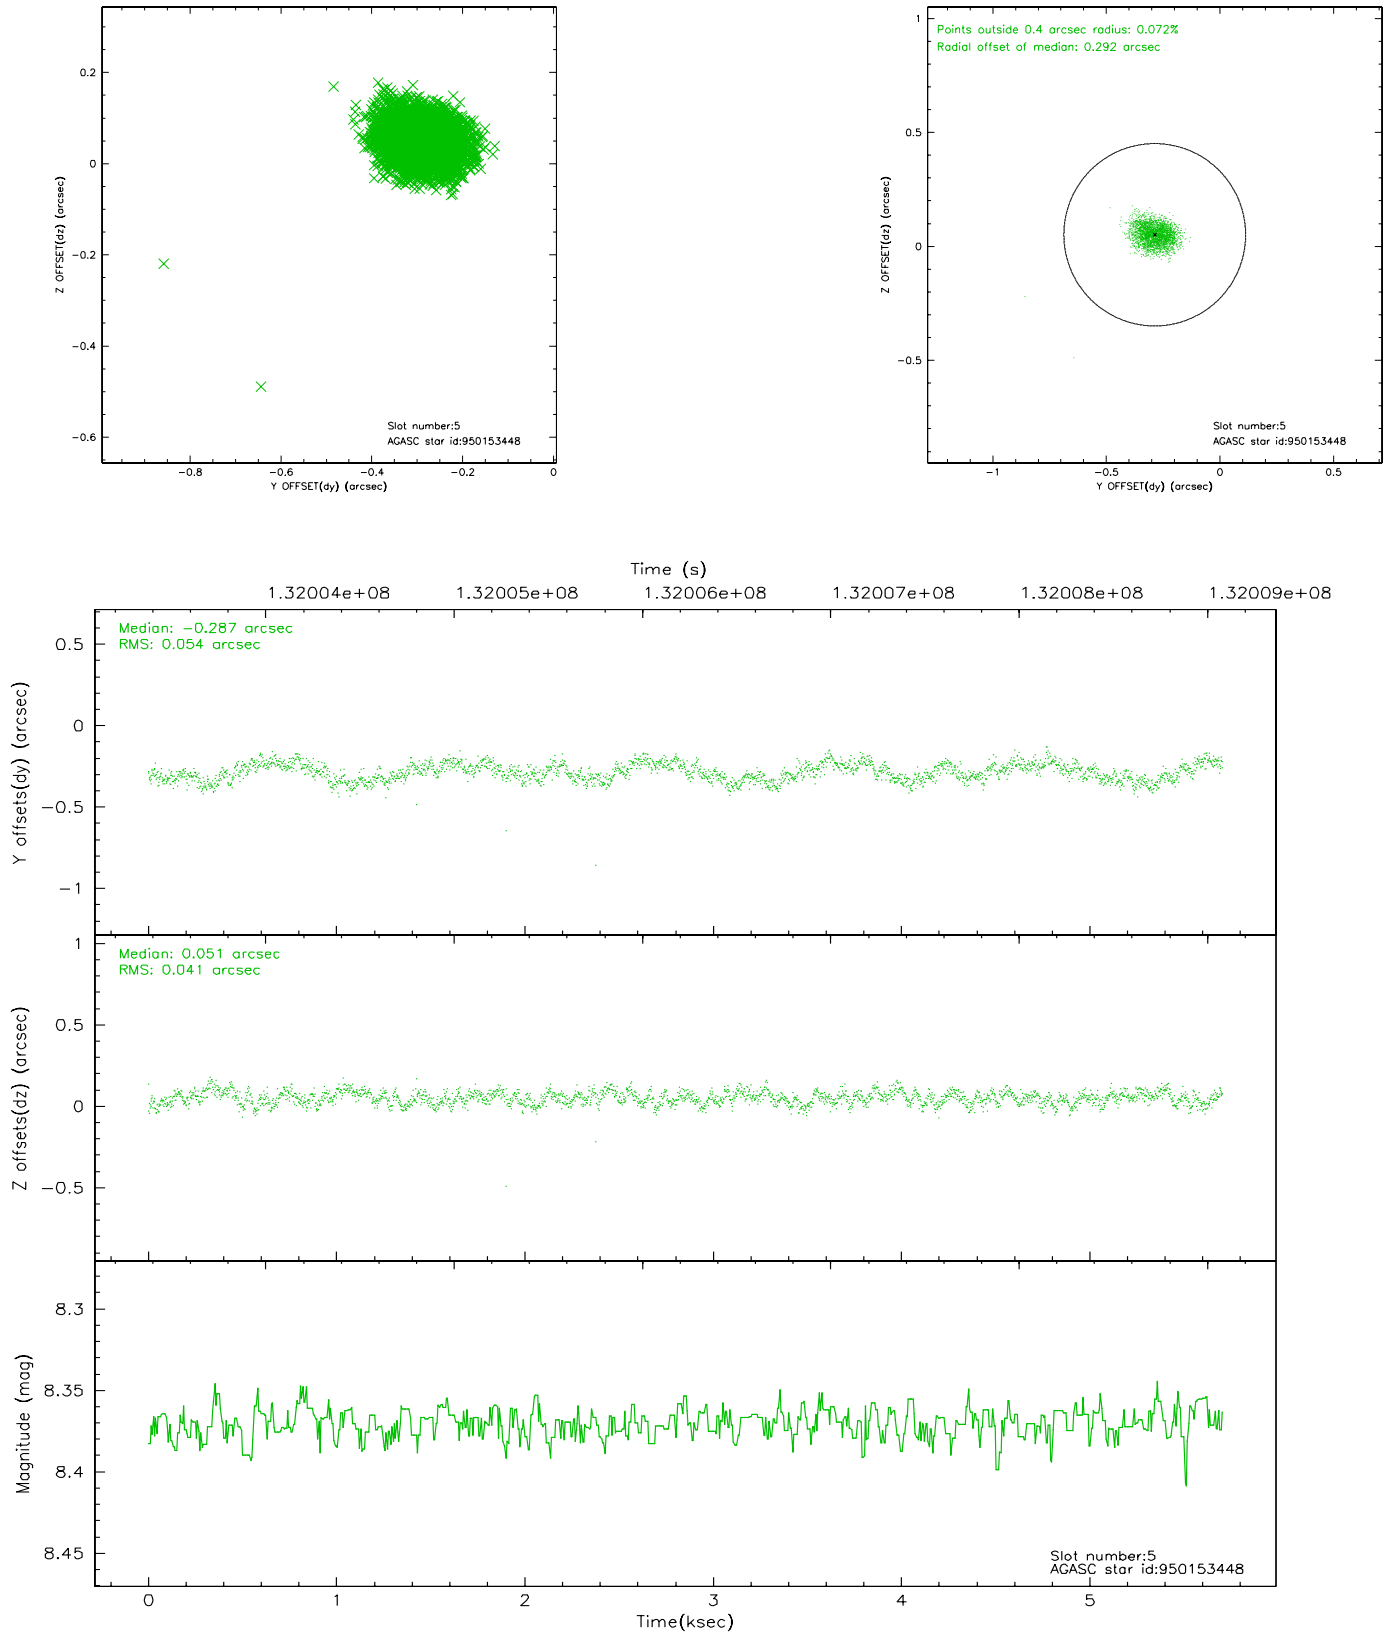 0.2
0
-0.2
-0.4
-0.6
Z OFFSET(dz) (arcsec)
Slot number:5
AGASC star id:950153448
-0.8
-0.6
-0.4
-0.2
0
Y OFFSET(dy) (arcsec)
Points outside 0.4 arcsec radius: 0.072%
Radial offset of median: 0.292 arcsec
1
0.5
0
-0.5
Z OFFSET(dz) (arcsec)
Slot number:5
AGASC star id:950153448
-1
-0.5
0
0.5
Y OFFSET(dy) (arcsec)
Time (s)
1.32004e+08
1.32005e+08
1.32006e+08
1.32007e+08
1.32008e+08
1.32009e+08
Median: -0.287 arcsec
RMS: 0.054 arcsec
0.5
0
-0.5
-1
Y offsets(dy) (arcsec)
Median: 0.051 arcsec
RMS: 0.041 arcsec
1
0.5
0
-0.5
Z offsets(dz) (arcsec)
8.3
8.35
8.4
8.45
Magnitude (mag)
Slot number:5
AGASC star id:950153448
0
1
2
3
4
5
Time(ksec)